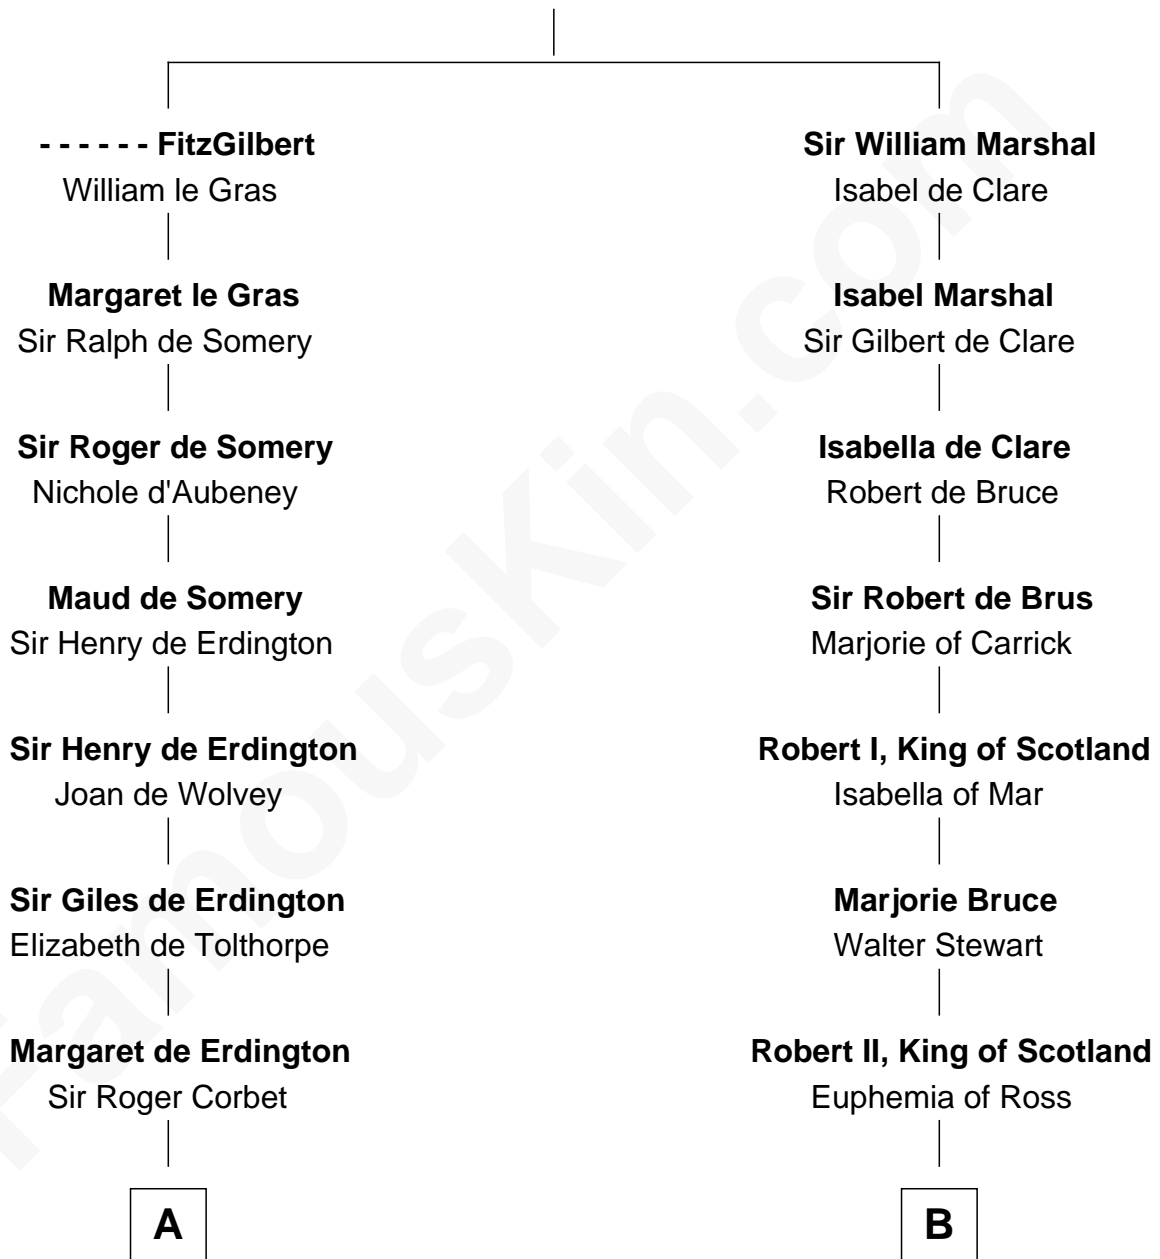 - - - - - - FitzGilbert
William le Gras
Margaret le Gras
Sir Ralph de Somery
Sir Roger de Somery
Nichole d'Aubeney
Maud de Somery
Sir Henry de Erdington
Sir Henry de Erdington
Joan de Wolvey
Sir Giles de Erdington
Elizabeth de Tolthorpe
Margaret de Erdington
Sir Roger Corbet
A
Sir William Marshal
Isabel de Clare
Isabel Marshal
Sir Gilbert de Clare
Isabella de Clare
Robert de Bruce
Sir Robert de Brus
Marjorie of Carrick
Robert I, King of Scotland
Isabella of Mar
Marjorie Bruce
Walter Stewart
Robert II, King of Scotland
Euphemia of Ross
B
FamousKin.com